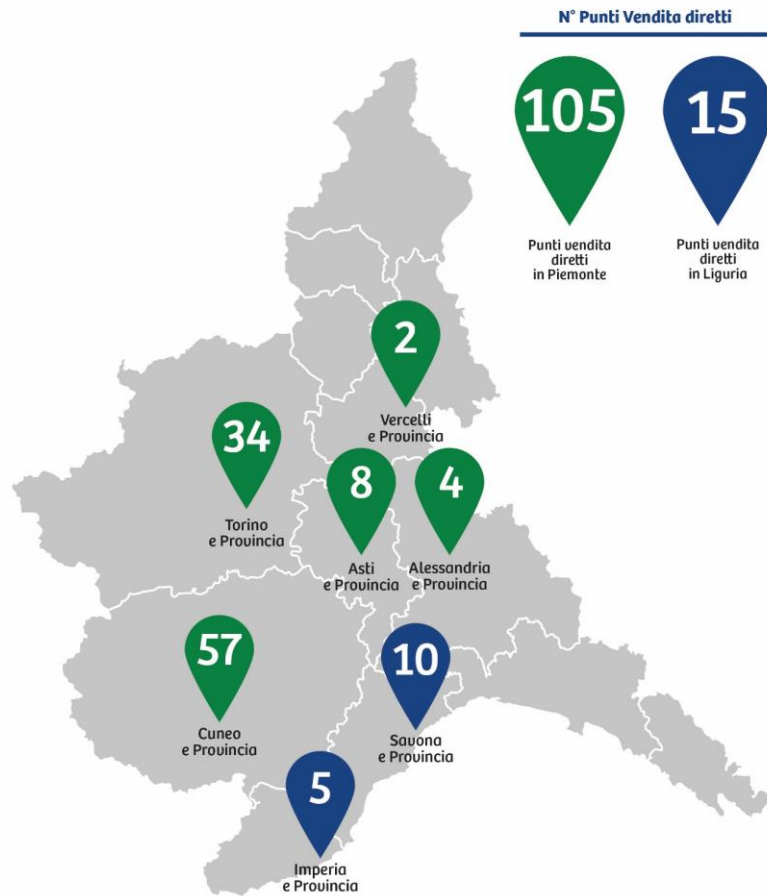 N° Punti Vendita diretti
105
15
Punti vendita
diretti
in Piemonte
Punti vendita
diretti
in Liguria
2
Vercelli
e Provincia
34
Torino
e Provincia
8
Asti
e Provincia
4
Alessandria
e Provincia
57
Cuneo
e Provincia
10
Savona
e Provincia
5
Imperia
e Provincia